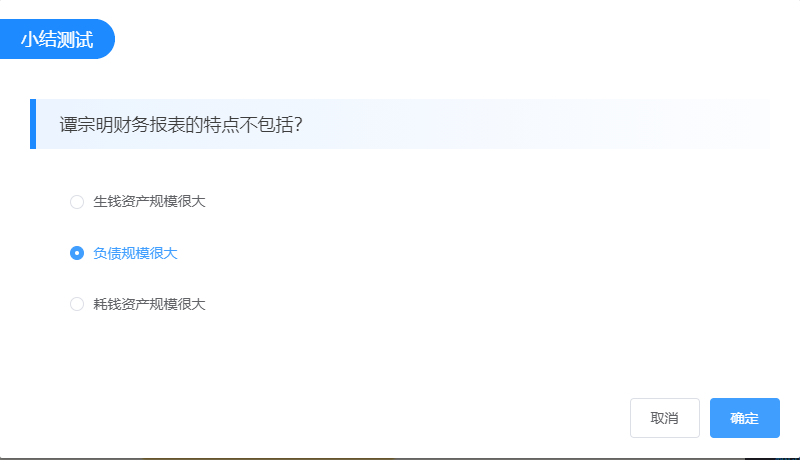 小结测试
谭宗明财务报表的特点不包括?
生钱资产规模很大
负债规模很大
耗钱资产规模很大
取消
确定